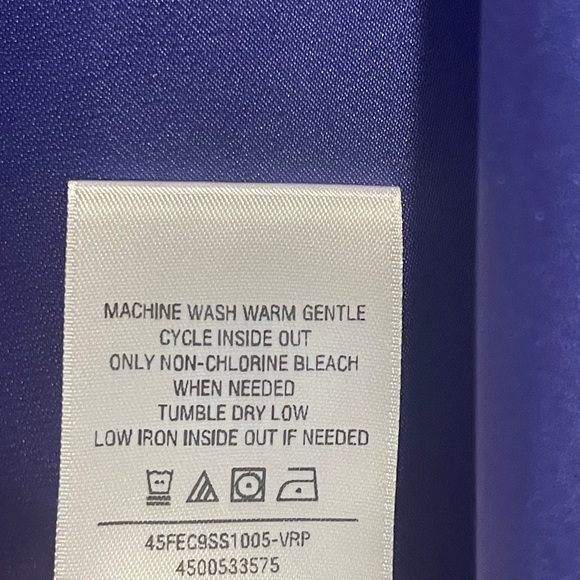 MACHINE WASH WARM GENTLE
CYCLE INSIDE OUT
ONLY NON-CHLORINE BLEACH
WHEN NEEDED
TUMBLE DRY LOW
LOW IRON INSIDE OUT IF NEEDED
45FEC9SS1005-VRP
4500533575